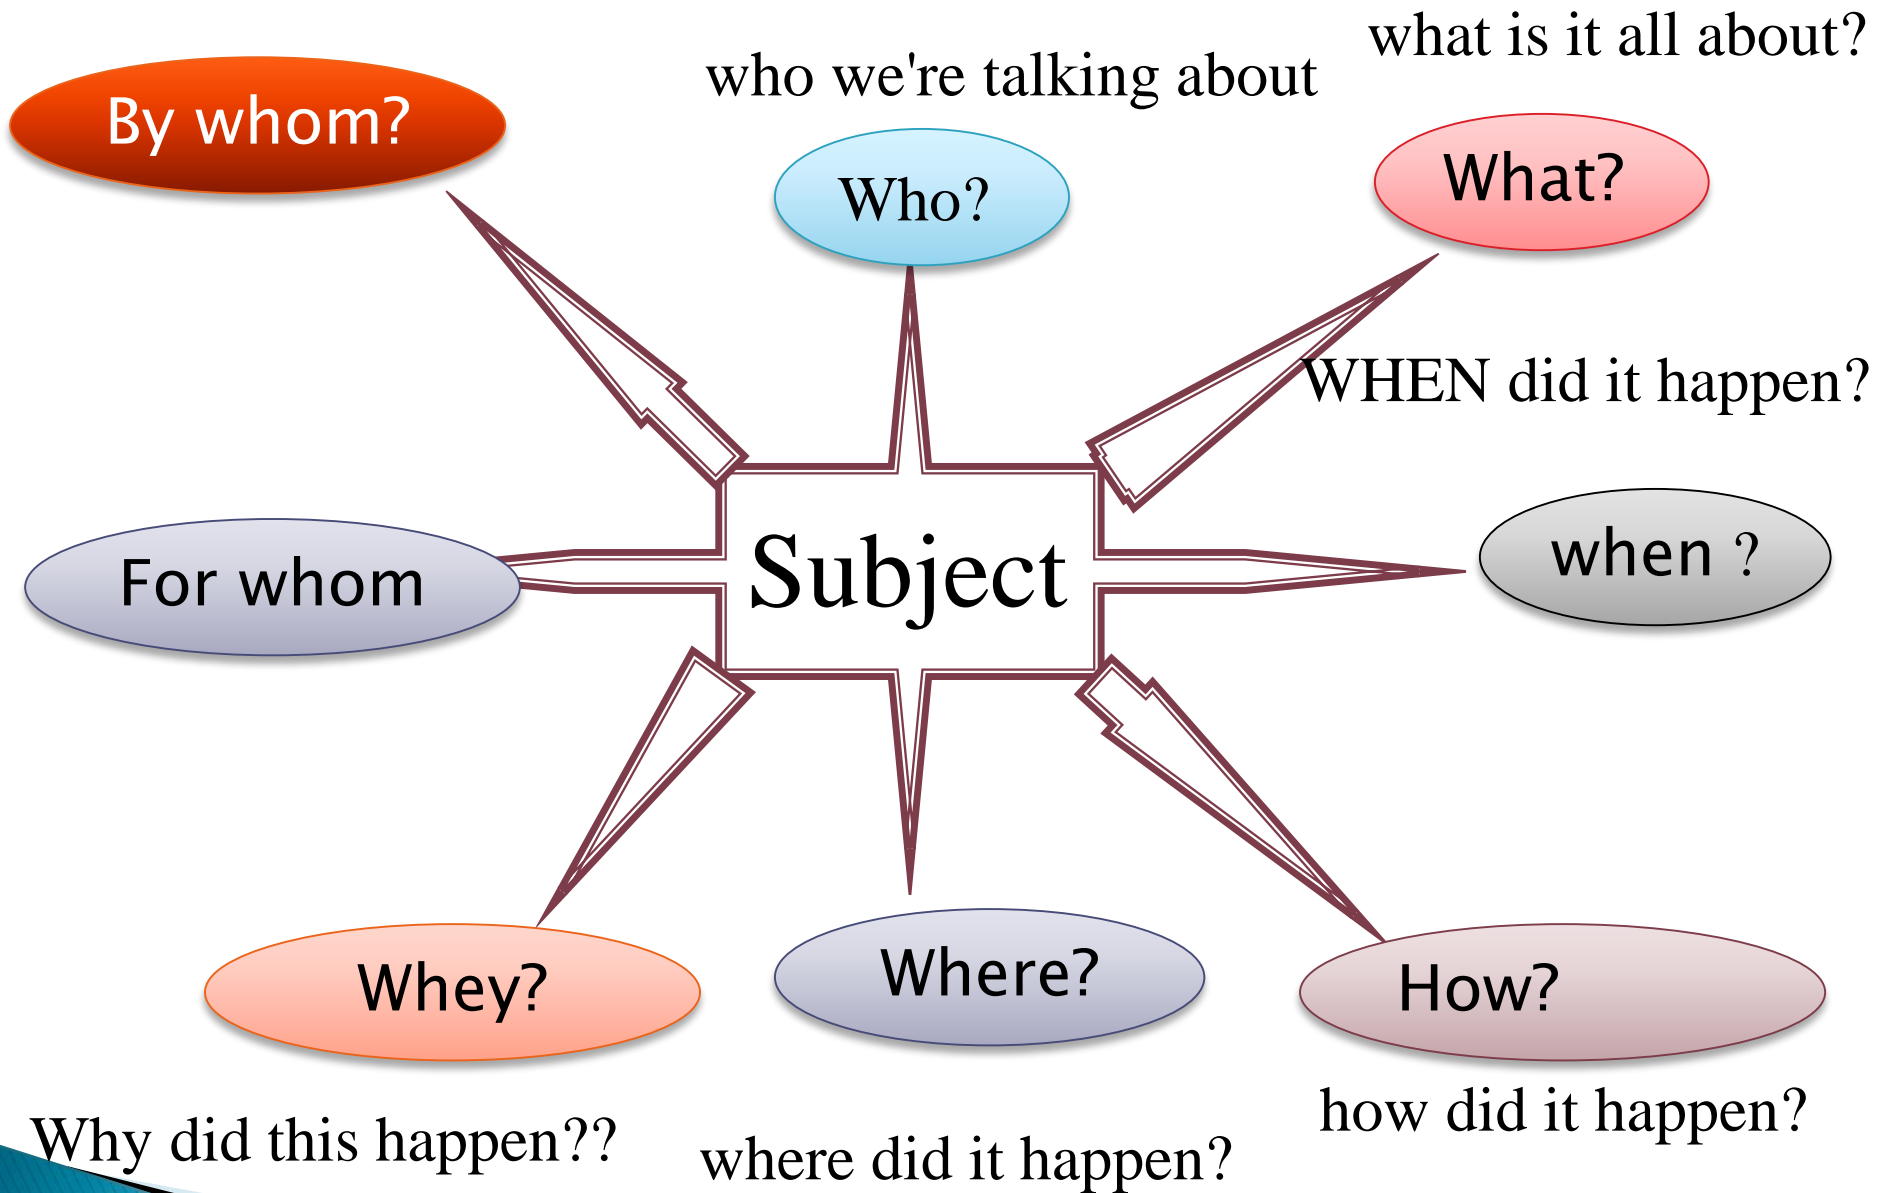 what is it all about?
who we're talking about
By whom?
Who?
What?
WHEN did it happen?
Subject
For whom
when ?
Whey?
Where?
How?
how did it happen?
Why did this happen??
where did it happen?